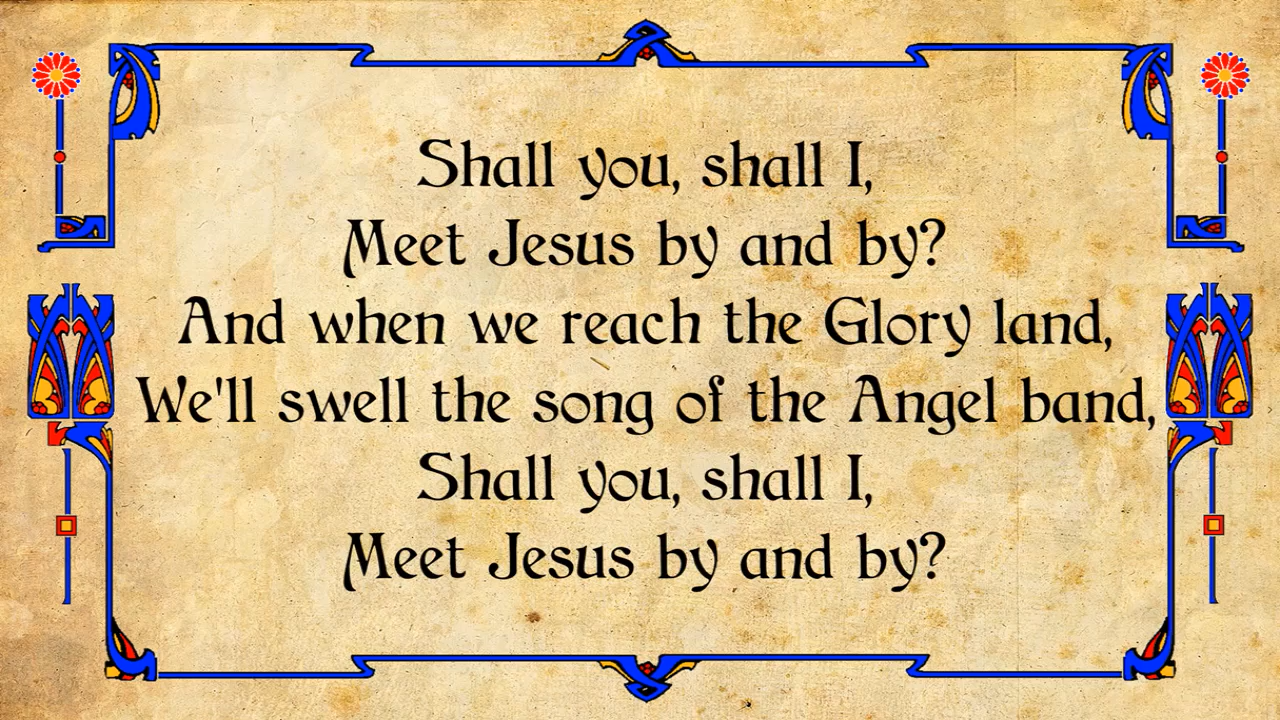 Shall you, shall I,
Meet Jesus by and by?
And when we reach the Glory land,
We'll swell the song of the Angel band,
Shall you, shall I,
Meet Jesus by and by?